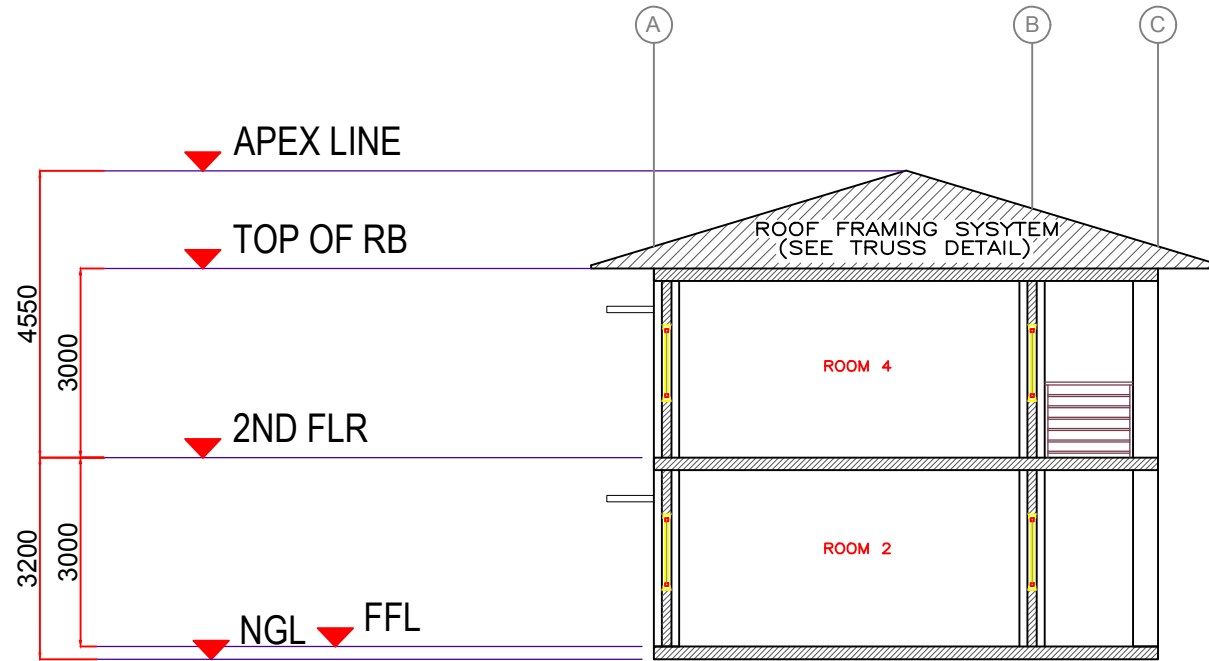 A
B
C
APEX LINE
TOP OF RB
ROOF FRAMING SYSYTEM
(SEE TRUSS DETAIL)
4550
3000
ROOM 4
2ND FLR
3200
3000
ROOM 2
NGL
FFL